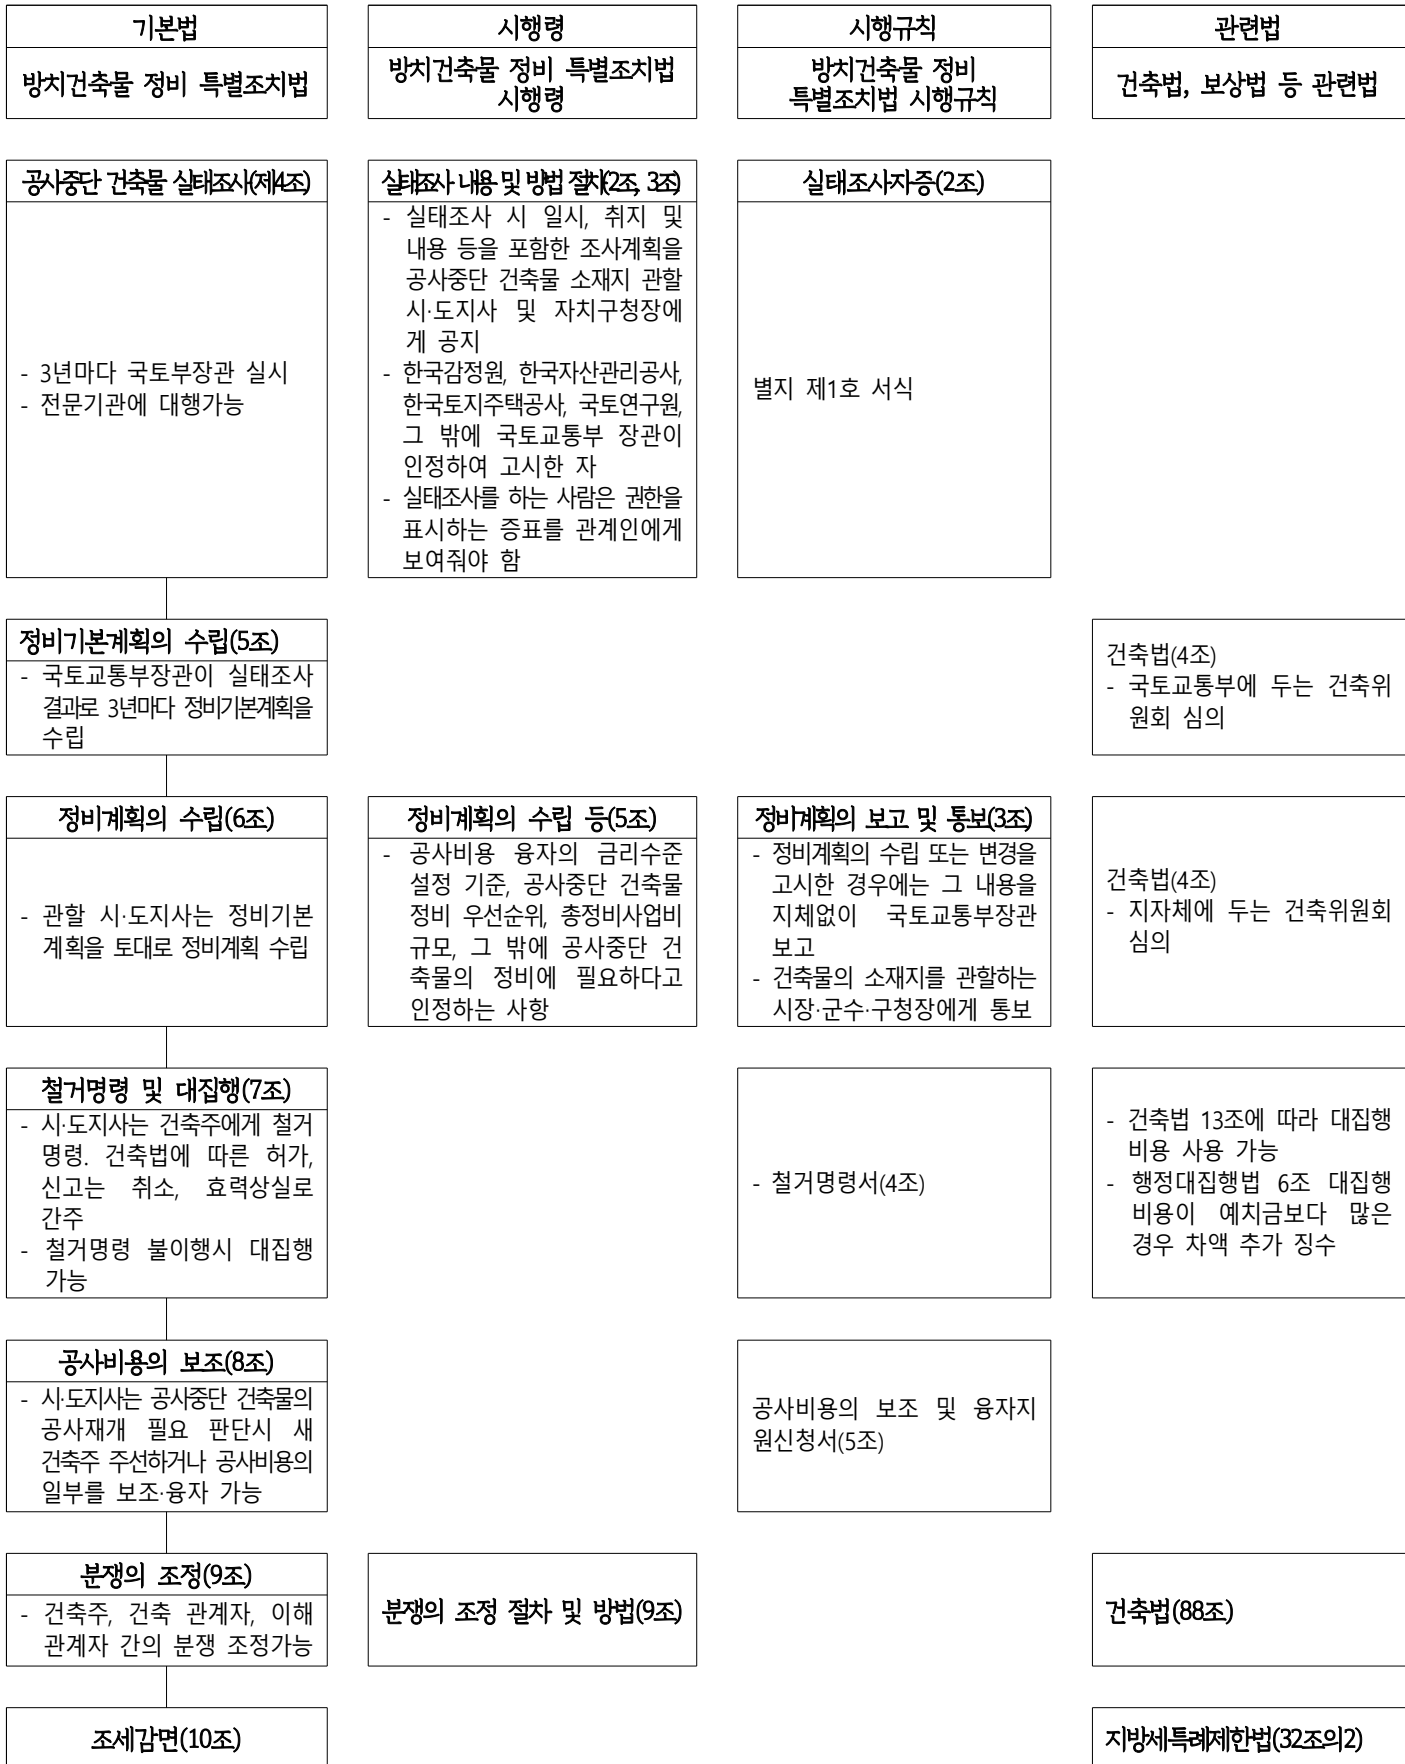 기본법
방치건축물 정비 특별조치법
시행령
방치건축물 정비 특별조치법
시행령
시행규칙
방치건축물 정비
특별조치법 시행규칙
관련법
건축법, 보상법 등 관련법
공사중단 건축물 실태조사(제4조)
- 3년마다 국토부장관 실시
- 전문기관에 대행가능
실태조사 내용 및 방법 절차(2조, 3조)
- 실태조사 시 일시, 취지 및
내용 등을 포함한 조사계획을
공사중단 건축물 소재지 관할
시·도지사 및 자치구청장에
게 공지
- 한국감정원, 한국자산관리공사,
한국토지주택공사, 국토연구원,
그 밖에 국토교통부 장관이
인정하여 고시한 자
- 실태조사를 하는 사람은 권한을
표시하는 증표를 관계인에게
보여줘야 함
실태조사자증(2조)
별지 제1호 서식
정비기본계획의 수립(5조)
- 국토교통부장관이 실태조사
결과로 3년마다 정비기본계획을
수립
건축법(4조)
- 국토교통부에 두는 건축위
원회 심의
정비계획의 수립(6조)
- 관할 시·도지사는 정비기본
계획을 토대로 정비계획 수립
정비계획의 수립 등(5조)
- 공사비용 융자의 금리수준
설정 기준, 공사중단 건축물
정비 우선순위, 총정비사업비
규모, 그 밖에 공사중단 건
축물의 정비에 필요하다고
인정하는 사항
정비계획의 보고 및 통보(3조)
- 정비계획의 수립 또는 변경을
고시한 경우에는 그 내용을
지체없이 국토교통부장관
보고
- 건축물의 소재지를 관할하는
시장·군수·구청장에게 통보
건축법(4조)
- 지자체에 두는 건축위원회
심의
철거명령 및 대집행(7조)
- 시·도지사는 건축주에게 철거
명령. 건축법에 따른 허가,
신고는 취소, 효력상실로
간주
- 철거명령 불이행시 대집행
가능
- 철거명령서(4조)
- 건축법 13조에 따라 대집행
비용 사용 가능
- 행정대집행법 6조 대집행
비용이 예치금보다 많은
경우 차액 추가 징수
공사비용의 보조(8조)
- 시·도지사는 공사중단 건축물의
공사재개 필요 판단시 새
건축주 주선하거나 공사비용의
일부를 보조·융자 가능
공사비용의 보조 및 융자지
원신청서(5조)
분쟁의 조정(9조)
- 건축주, 건축 관계자, 이해
관계자 간의 분쟁 조정가능
분쟁의 조정 절차 및 방법(9조)
건축법(88조)
조세감면(10조)
지방세특례제한법(32조의2)